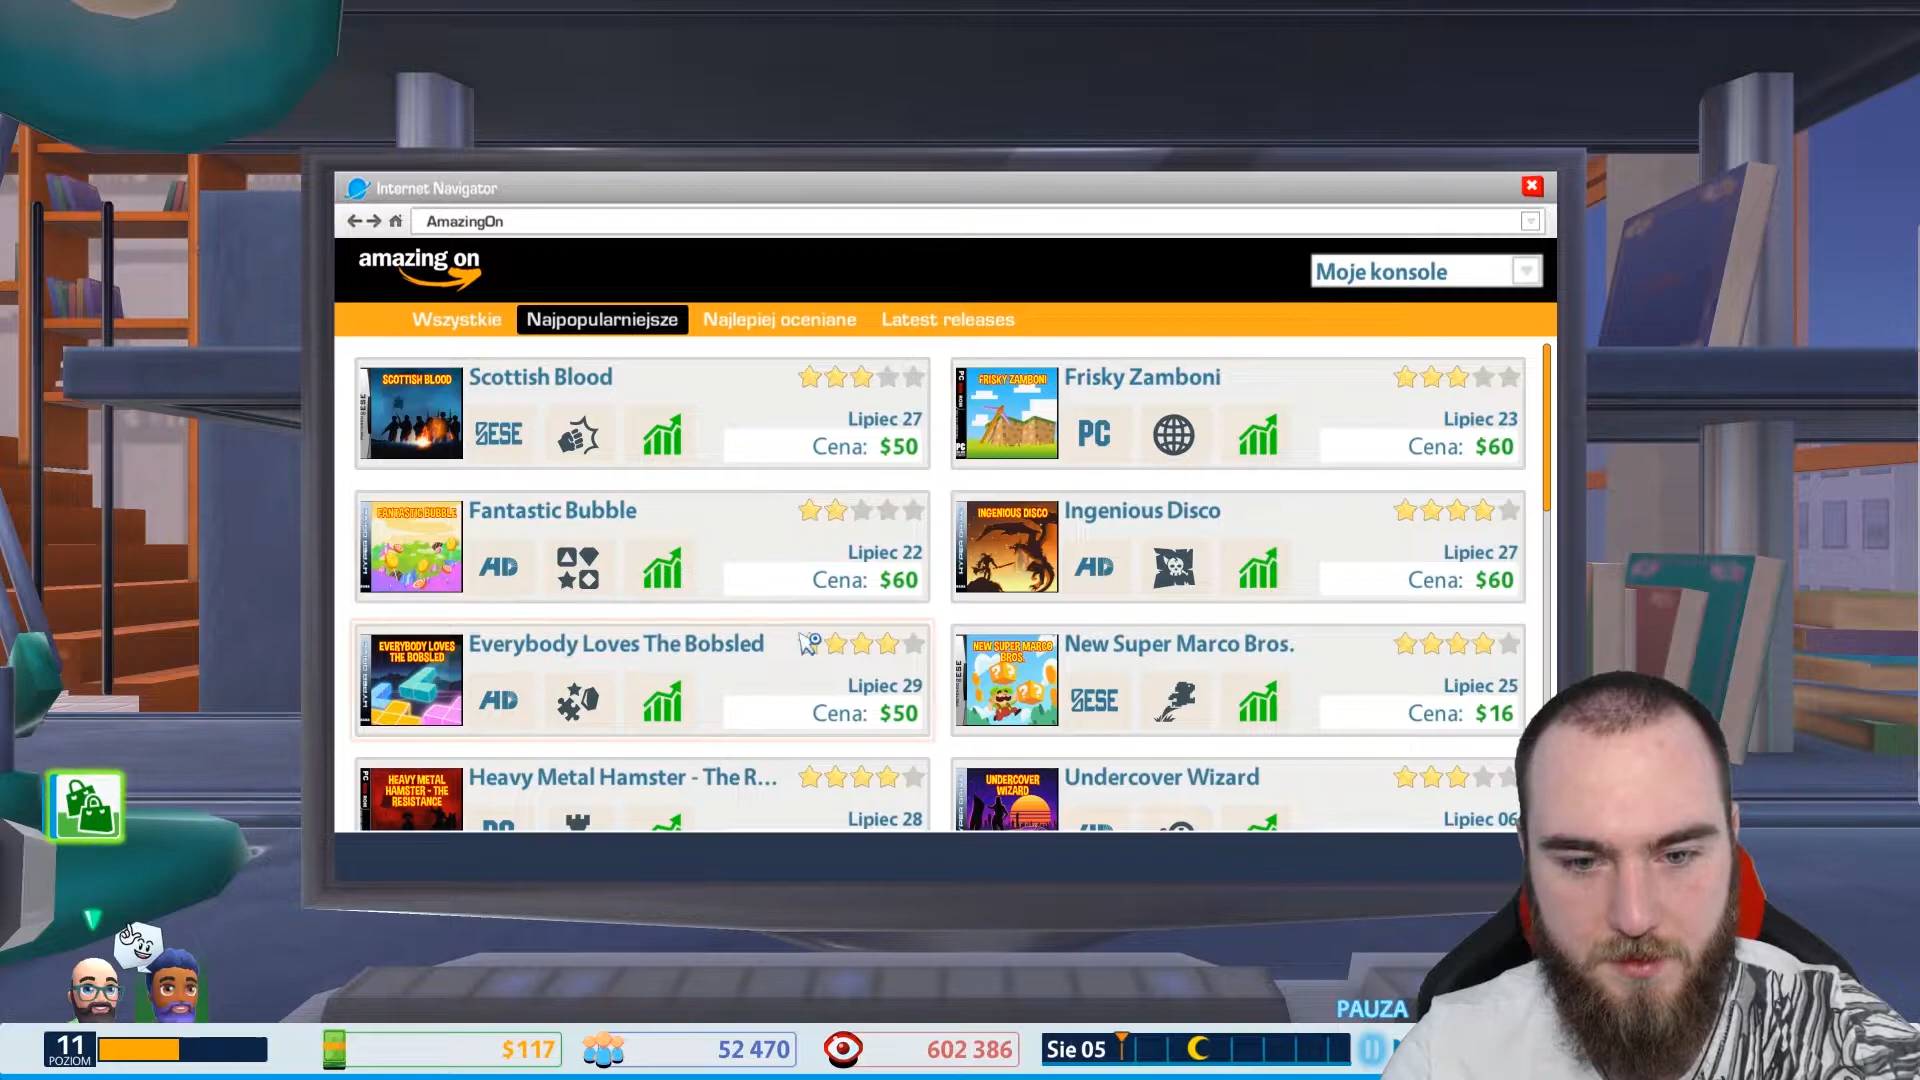 Internet Navigator
AmazingOn
amazing on
Moje konsole
Wszystkie
Najpopularniejsze
Najlepiej oceniane
Latest releases
SCOTTISH BLOOD
Scottish Blood
SESE
Lipiec 27
Cena: $50
FRISKY ZAMBONI
Frisky Zamboni
PC
Lipiec 23
Cena: $60
FANTASTIC BUBBLE
Fantastic Bubble
HD
Lipiec 22
Cena: $60
INGENIOUS DISCO
Ingenious Disco
HD
Lipiec 27
Cena: $60
EVERYBODY LOVES
THE BOBSLED
Everybody Loves The Bobsled
HD
Lipiec 29
Cena: $50
NEW SUPER MARCO
BROS.
New Super Marco Bros.
SESE
Lipiec 25
Cena: $16
HEAVY METAL
HAMSTER - THE
RESISTANCE
Heavy Metal Hamster - The R...
PC
Lipiec 28
UNDERCOVER
WIZARD
Undercover Wizard
HD
Lipiec 06
PAUZA
11
POZIOM
$117
52 470
602 386
Sie 05